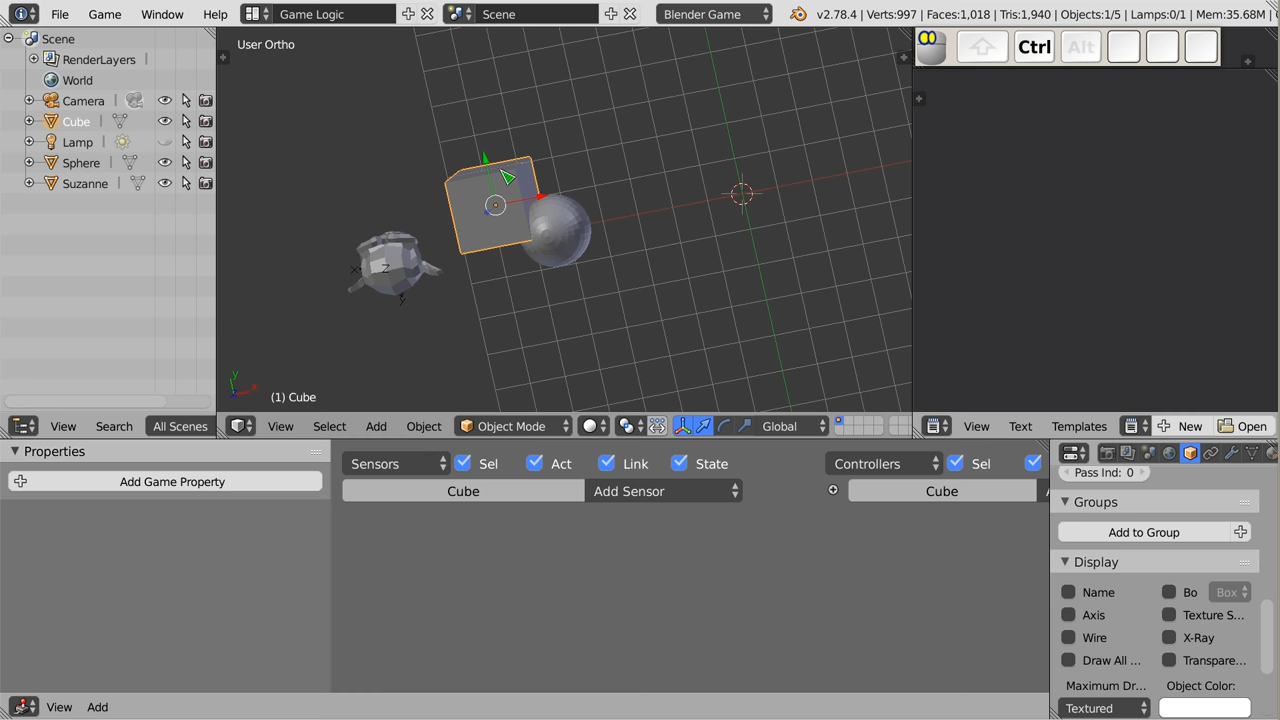 File Game Window Help Game Logic Scene Blender Game v2.78.4 | Verts:997 | Faces:1,018 | Tris:1,940 | Objects:1/5 | Lamps:0/1 | Mem:35.68M |
Scene
RenderLayers |
World
Camera |
Cube |
Lamp |
Sphere |
Suzanne |
User Ortho
Ctrl Alt
x Z
y
y
x
(1) Cube
View Search All Scenes
View Select Add Object Object Mode Global
View Text Templates New Open
Properties
Add Game Property
Sensors Sel Act Link State Controllers Sel
Cube Add Sensor Cube
Pass Ind: 0
Groups
Add to Group
Display
Name Bo Box
Axis Texture S...
Wire X-Ray
Draw All ... Transpare...
Maximum Dr... Object Color:
Textured
View Add